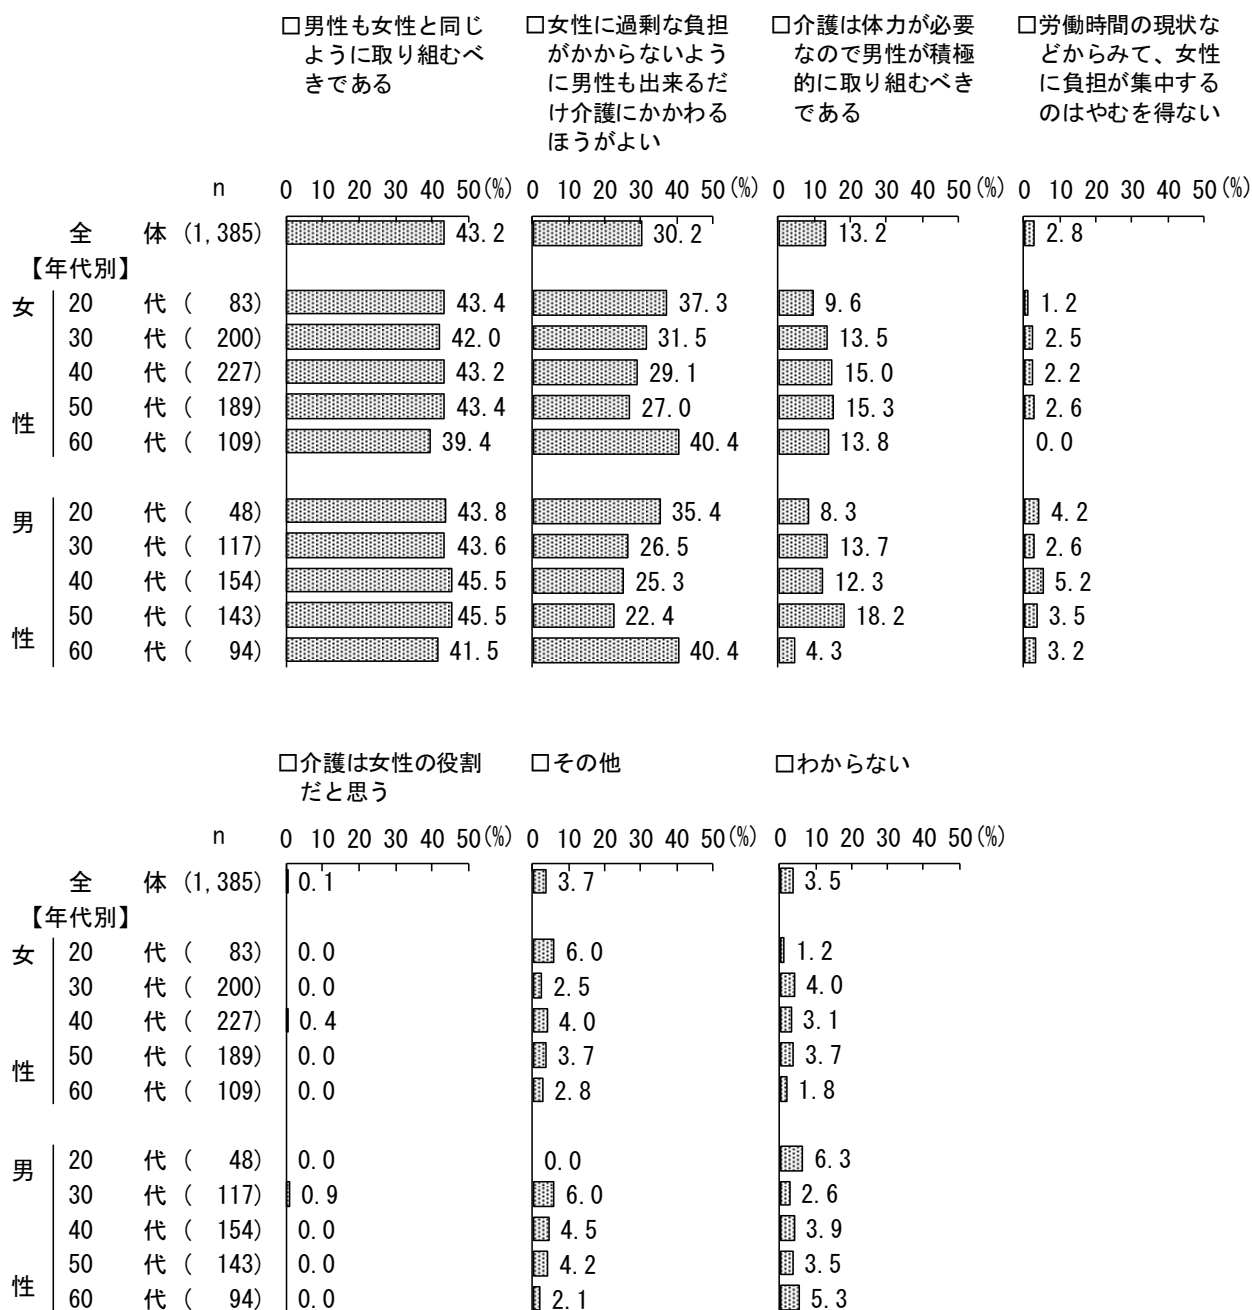 □男性も女性と同じ
ように取り組むべ
きである
□女性に過剰な負担
がかからないよう
に男性も出来るだ
け介護にかかわる
ほうがよい
□介護は体力が必要
なので男性が積極
的に取り組むべき
である
□労働時間の現状な
どからみて、女性
に負担が集中する
のはやむを得ない
n 0 10 20 30 40 50(%) 0 10 20 30 40 50(%) 0 10 20 30 40 50(%) 0 10 20 30 40 50(%)
全 体 (1,385) 43.2 30.2 13.2 2.8
【年代別】
女 20 代 ( 83) 43.4 37.3 9.6 1.2
30 代 ( 200) 42.0 31.5 13.5 2.5
40 代 ( 227) 43.2 29.1 15.0 2.2
性 50 代 ( 189) 43.4 27.0 15.3 2.6
60 代 ( 109) 39.4 40.4 13.8 0.0
男 20 代 ( 48) 43.8 35.4 8.3 4.2
30 代 ( 117) 43.6 26.5 13.7 2.6
40 代 ( 154) 45.5 25.3 12.3 5.2
性 50 代 ( 143) 45.5 22.4 18.2 3.5
60 代 ( 94) 41.5 40.4 4.3 3.2
□介護は女性の役割
だと思う
□その他
□わからない
n 0 10 20 30 40 50(%) 0 10 20 30 40 50(%) 0 10 20 30 40 50(%)
全 体 (1,385) 0.1 3.7 3.5
【年代別】
女 20 代 ( 83) 0.0 6.0 1.2
30 代 ( 200) 0.0 2.5 4.0
40 代 ( 227) 0.4 4.0 3.1
性 50 代 ( 189) 0.0 3.7 3.7
60 代 ( 109) 0.0 2.8 1.8
男 20 代 ( 48) 0.0 0.0 6.3
30 代 ( 117) 0.9 6.0 2.6
40 代 ( 154) 0.0 4.5 3.9
性 50 代 ( 143) 0.0 4.2 3.5
60 代 ( 94) 0.0 2.1 5.3